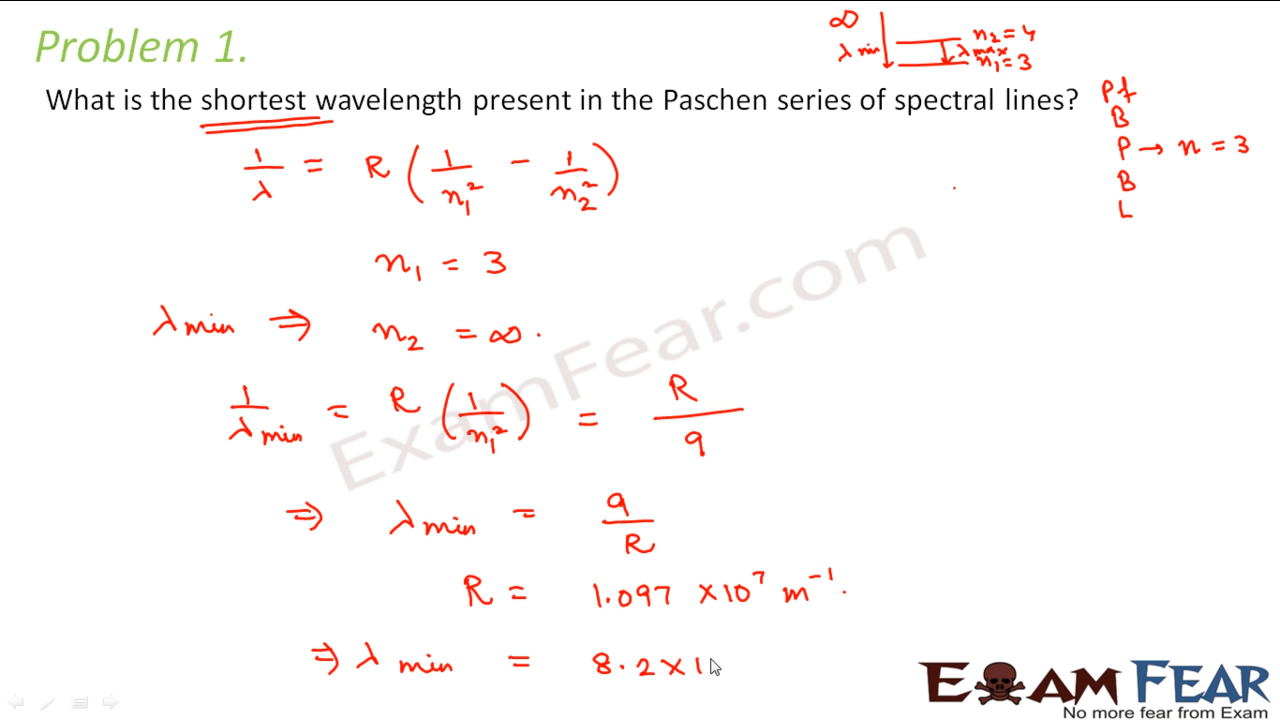 Problem 1.
∞
λ min
n₂ = 4
λ max
n₁ = 3
What is the shortest wavelength present in the Paschen series of spectral lines?
Pf
B
P → n = 3
B
L
1/λ = R (1/n₁² − 1/n₂²)
n₁ = 3
λ min ⇒ n₂ = ∞.
1/λ min = R (1/n₁²) = R/9
⇒ λ min = 9/R
R = 1.097 × 10⁷ m⁻¹.
⇒ λ min = 8.2 × 1
ExamFear.com
EXAM FEAR
No more fear from Exam